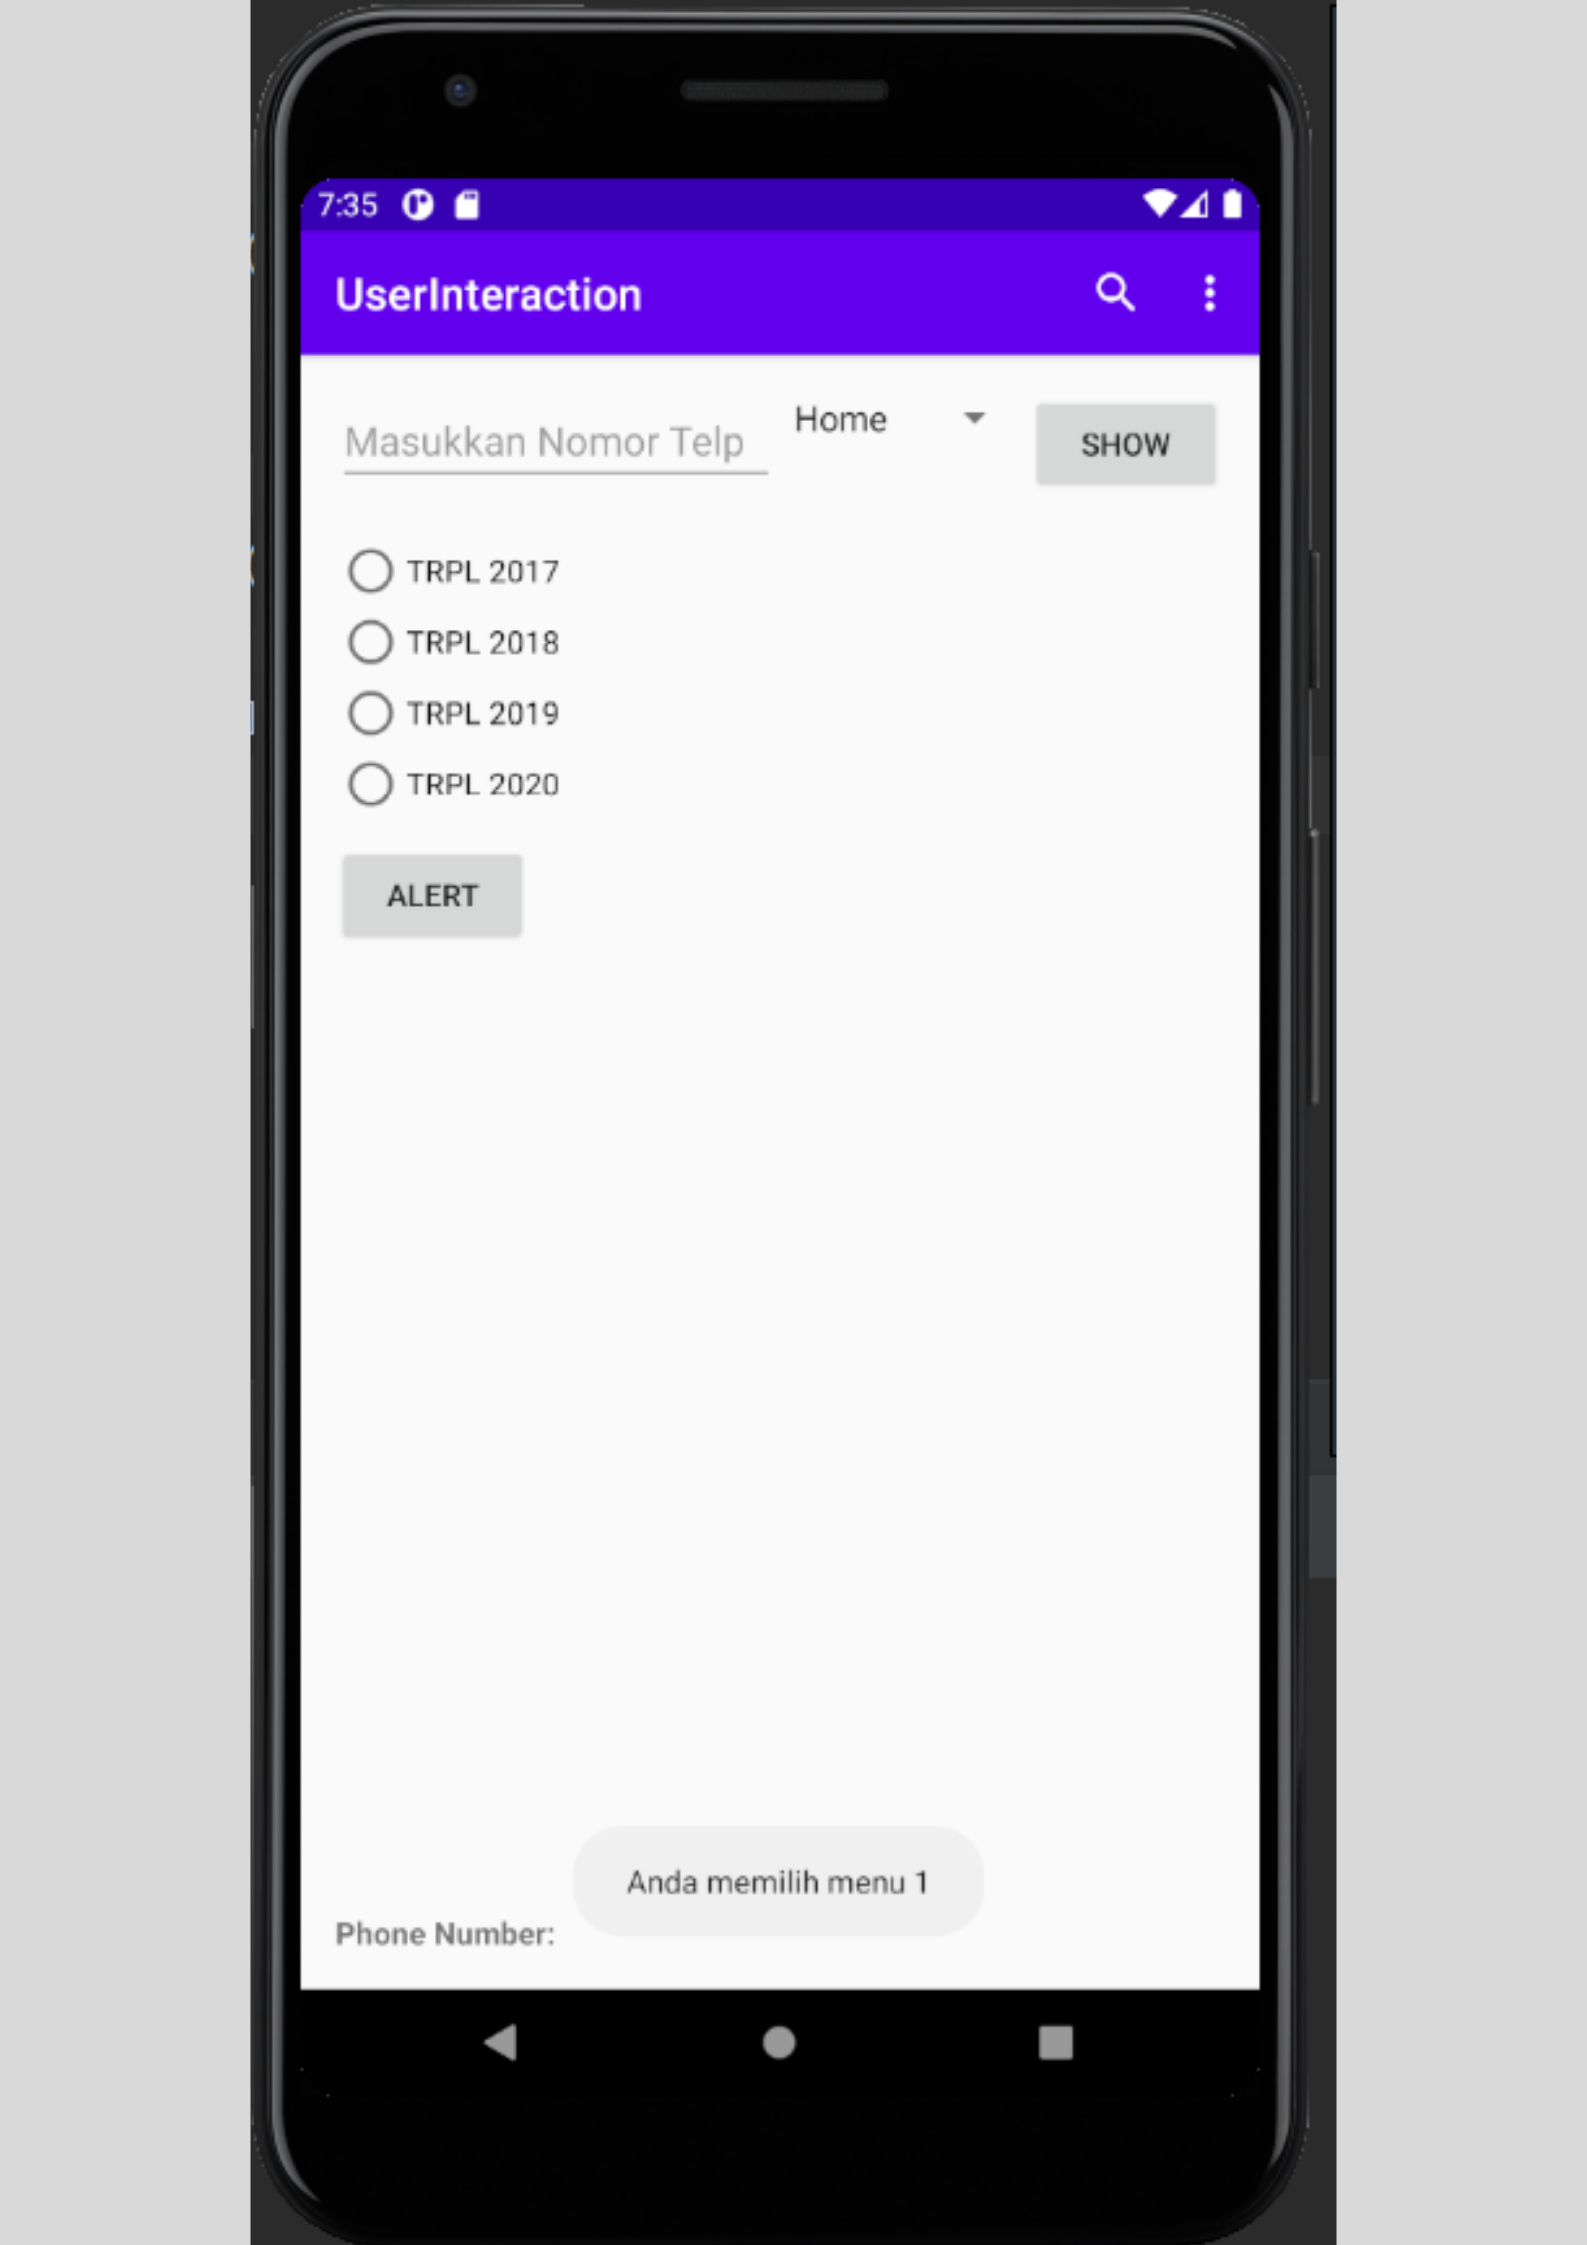 7:35
UserInteraction
Masukkan Nomor Telp
Home
SHOW
TRPL 2017
TRPL 2018
TRPL 2019
TRPL 2020
ALERT
Anda memilih menu 1
Phone Number: